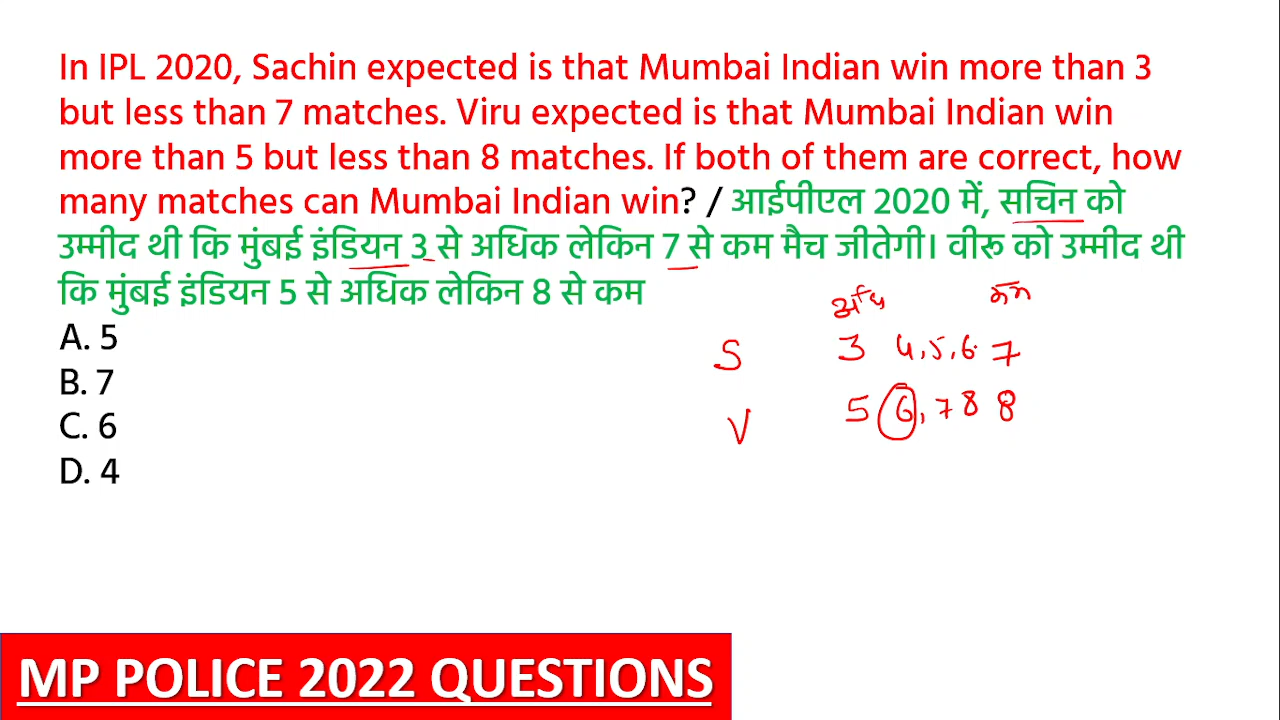 In IPL 2020, Sachin expected is that Mumbai Indian win more than 3
but less than 7 matches. Viru expected is that Mumbai Indian win
more than 5 but less than 8 matches. If both of them are correct, how
many matches can Mumbai Indian win? / आईपीएल 2020 में, सचिन को
उम्मीद थी कि मुंबई इंडियन 3 से अधिक लेकिन 7 से कम मैच जीतेगी। वीरू को उम्मीद थी
कि मुंबई इंडियन 5 से अधिक लेकिन 8 से कम
कम
A. 5
S 3 4,5,6 7
B. 7
V 5 6,7 8 8
C. 6
D. 4
MP POLICE 2022 QUESTIONS